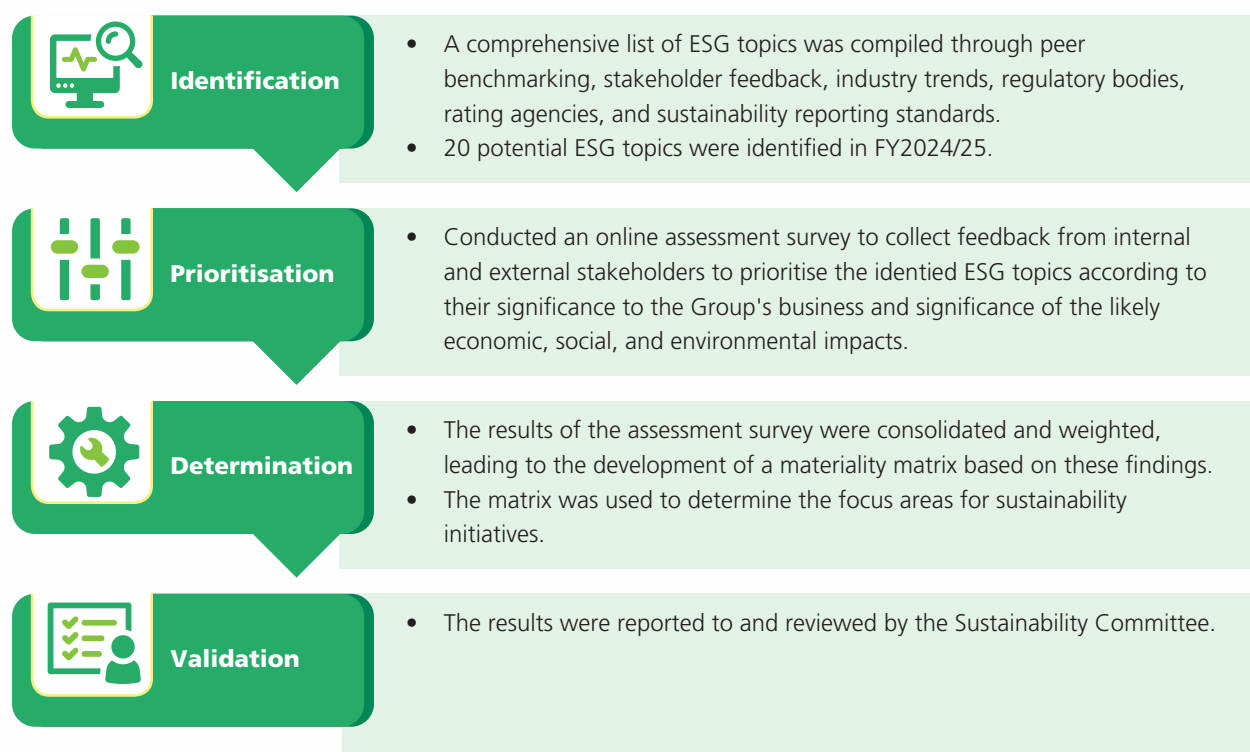 Identification
• A comprehensive list of ESG topics was compiled through peer
benchmarking, stakeholder feedback, industry trends, regulatory bodies,
rating agencies, and sustainability reporting standards.
• 20 potential ESG topics were identified in FY2024/25.
Prioritisation
• Conducted an online assessment survey to collect feedback from internal
and external stakeholders to prioritise the identied ESG topics according to
their significance to the Group's business and significance of the likely
economic, social, and environmental impacts.
Determination
• The results of the assessment survey were consolidated and weighted,
leading to the development of a materiality matrix based on these findings.
• The matrix was used to determine the focus areas for sustainability
initiatives.
Validation
• The results were reported to and reviewed by the Sustainability Committee.